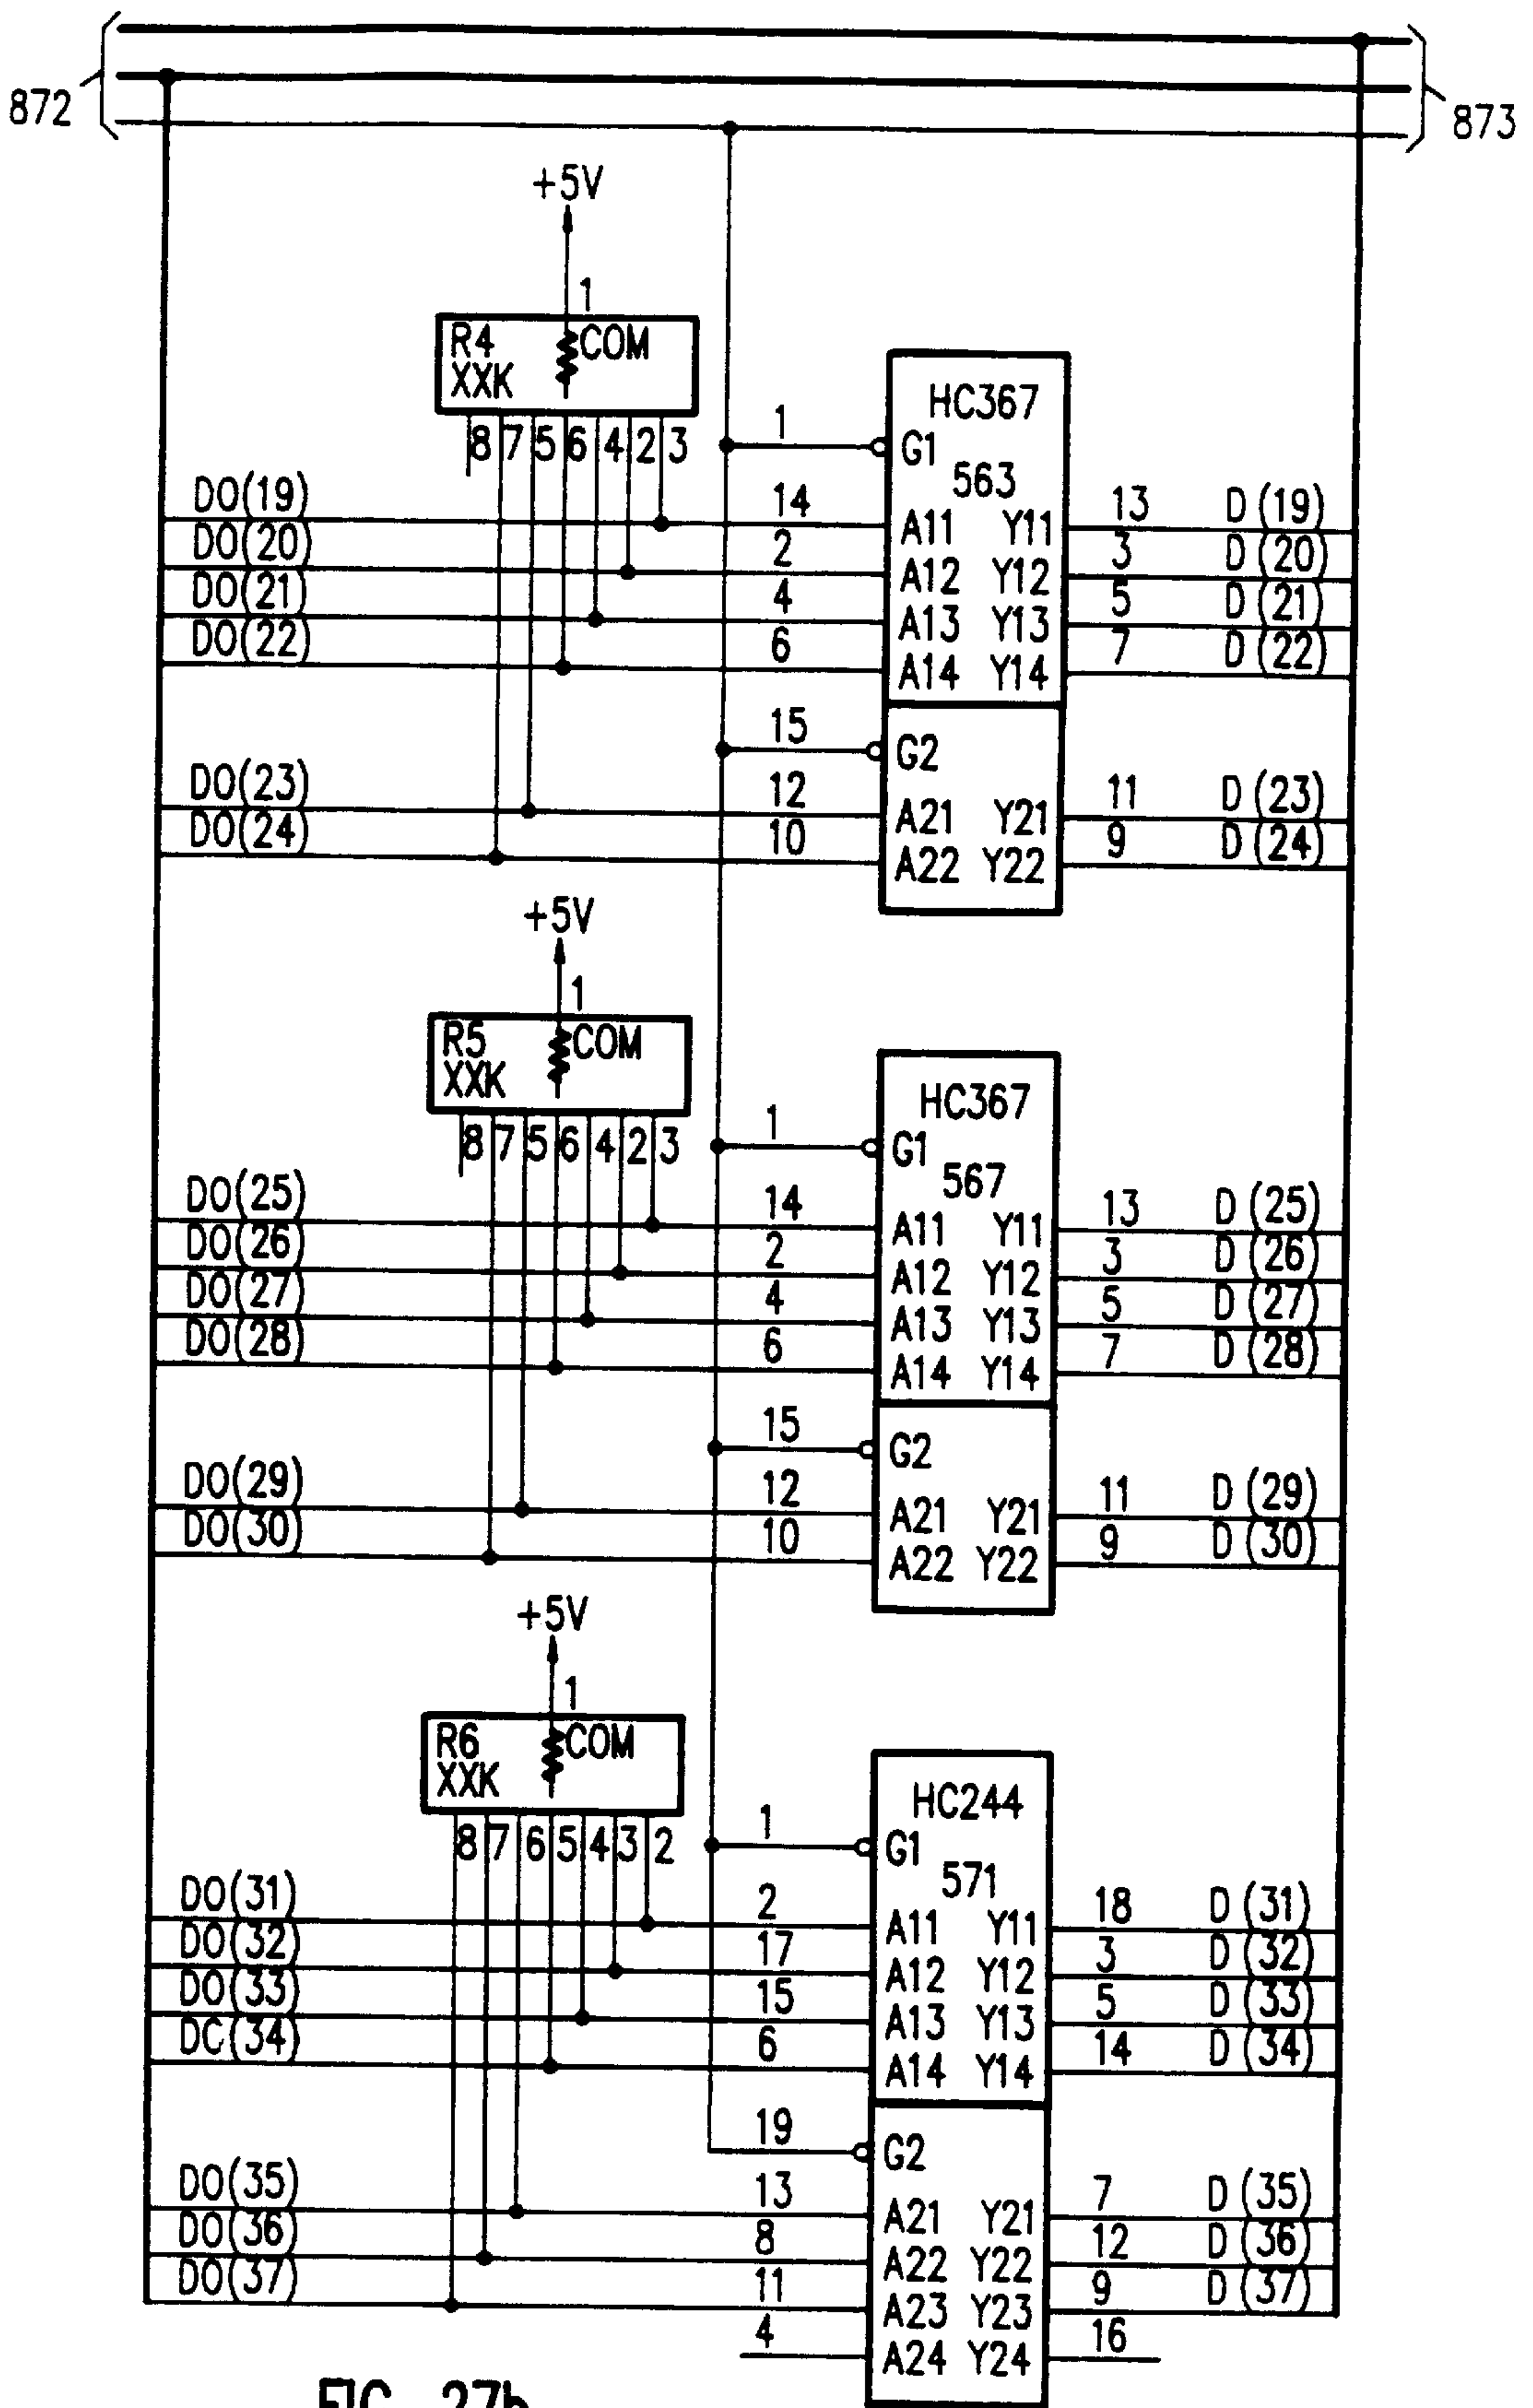 872
873
+5V
1
R4 COM
XXK
HC367
8 7 5 6 4 2 3
1 G1
563
DO(19) 14 A11 Y11 13 D (19)
DO(20) 2 A12 Y12 3 D (20)
DO(21) 4 A13 Y13 5 D (21)
DO(22) 6 A14 Y14 7 D (22)
15 G2
DO(23) 12 A21 Y21 11 D (23)
DO(24) 10 A22 Y22 9 D (24)
+5V
1
R5 COM
XXK
HC367
8 7 5 6 4 2 3
1 G1
567
DO(25) 14 A11 Y11 13 D (25)
DO(26) 2 A12 Y12 3 D (26)
DO(27) 4 A13 Y13 5 D (27)
DO(28) 6 A14 Y14 7 D (28)
15 G2
DO(29) 12 A21 Y21 11 D (29)
DO(30) 10 A22 Y22 9 D (30)
+5V
1
R6 COM
XXK
HC244
8 7 6 5 4 3 2
1 G1
571
DO(31) 2 A11 Y11 18 D (31)
DO(32) 17 A12 Y12 3 D (32)
DO(33) 15 A13 Y13 5 D (33)
DC(34) 6 A14 Y14 14 D (34)
19 G2
DO(35) 13 A21 Y21 7 D (35)
DO(36) 8 A22 Y22 12 D (36)
DO(37) 11 A23 Y23 9 D (37)
4 A24 Y24 16
FIG. 27b